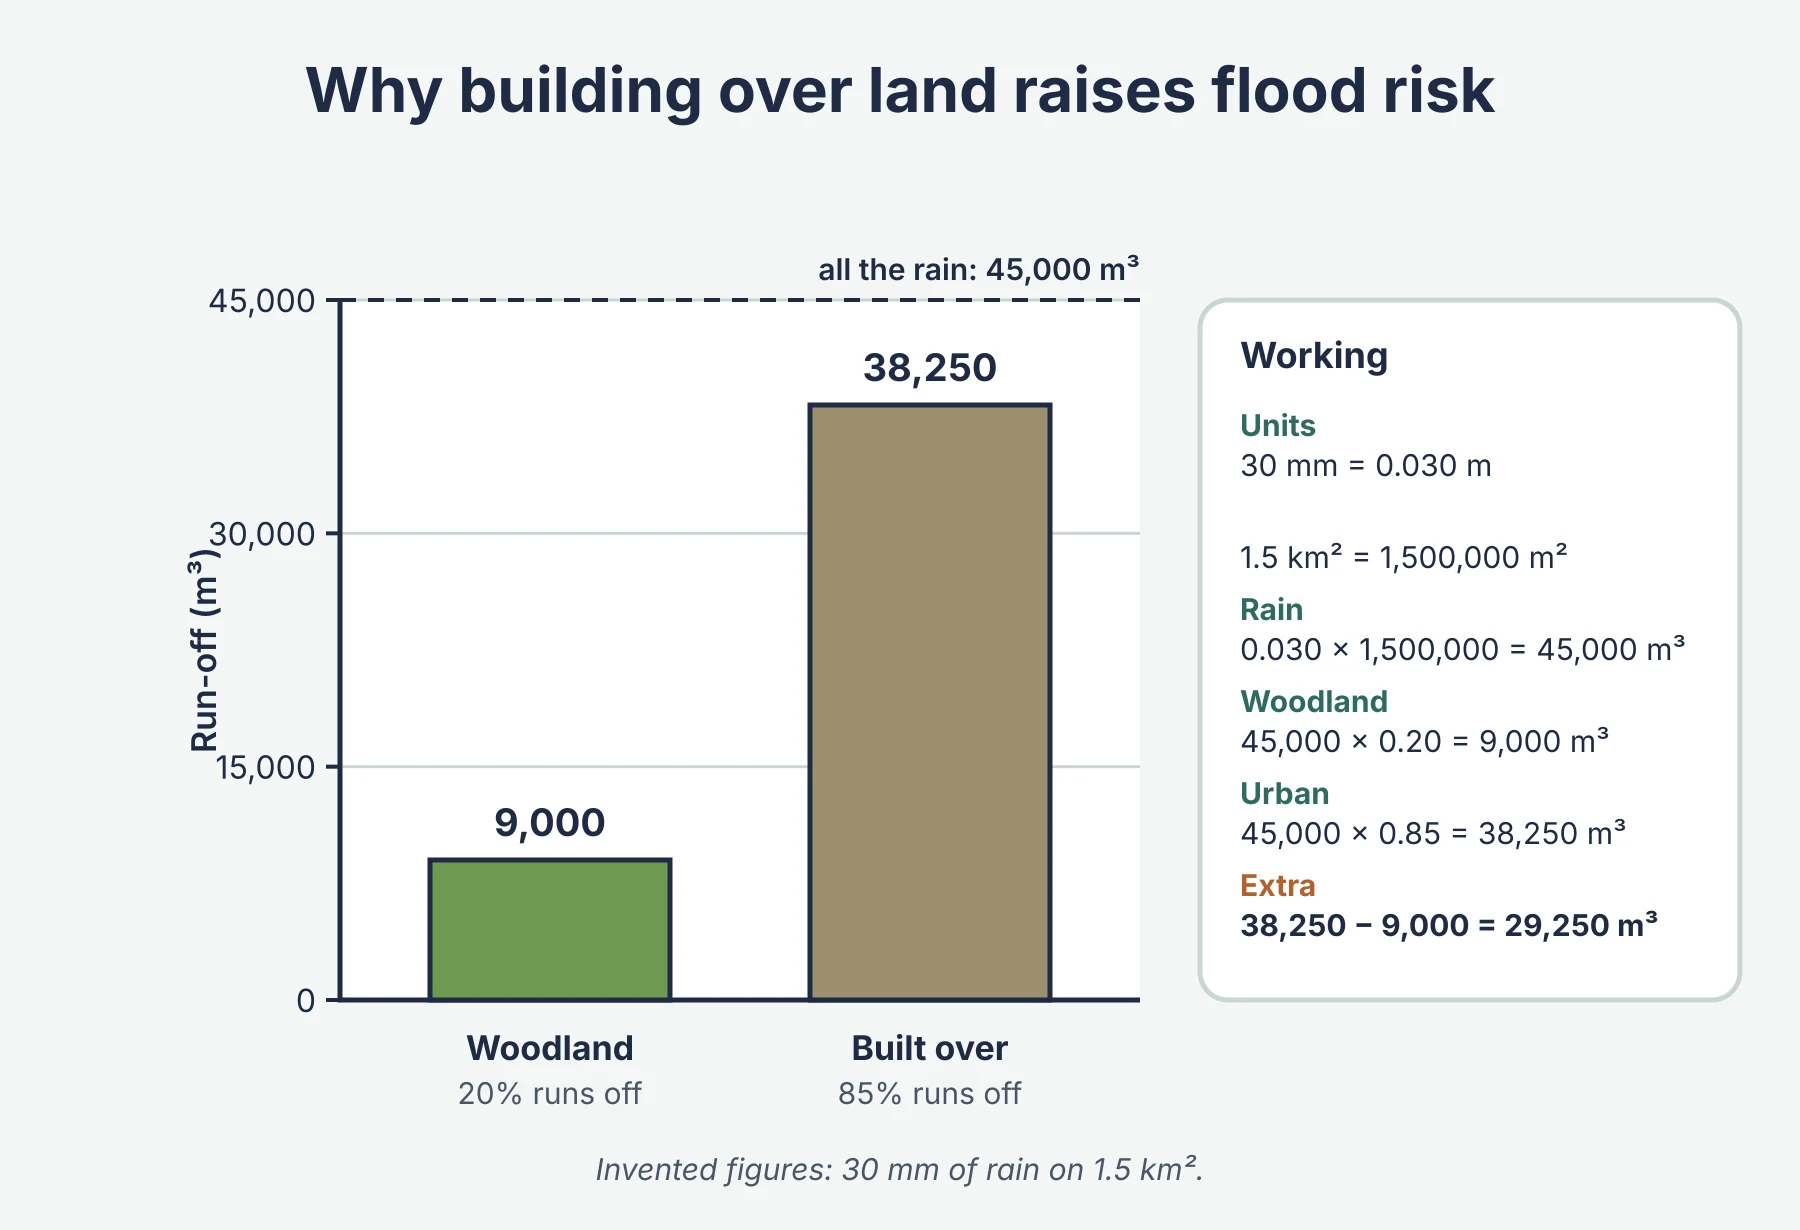 Why building over land raises flood risk
all the rain: 45,000 m³
45,000
30,000
15,000
0
Run-off (m³)
38,250
9,000
Woodland
20% runs off
Built over
85% runs off
Working
Units
30 mm = 0.030 m
1.5 km² = 1,500,000 m²
Rain
0.030 × 1,500,000 = 45,000 m³
Woodland
45,000 × 0.20 = 9,000 m³
Urban
45,000 × 0.85 = 38,250 m³
Extra
38,250 − 9,000 = 29,250 m³
Invented figures: 30 mm of rain on 1.5 km².